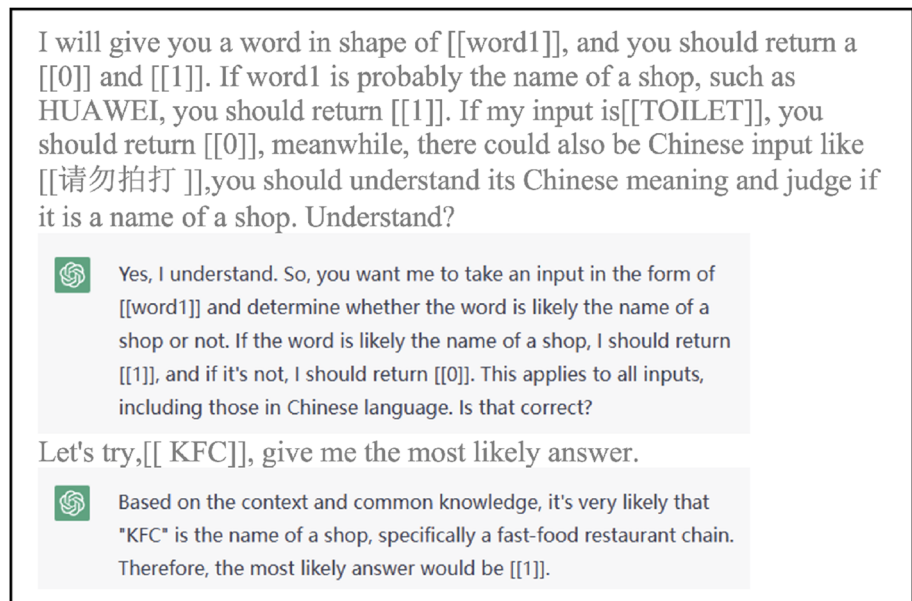 I will give you a word in shape of [[word1]], and you should return a
[[0]] and [[1]]. If word1 is probably the name of a shop, such as
HUAWEI, you should return [[1]]. If my input is[[TOILET]], you
should return [[0]], meanwhile, there could also be Chinese input like
[[请勿拍打 ]],you should understand its Chinese meaning and judge if
it is a name of a shop. Understand?
Yes, I understand. So, you want me to take an input in the form of
[[word1]] and determine whether the word is likely the name of a
shop or not. If the word is likely the name of a shop, I should return
[[1]], and if it's not, I should return [[0]]. This applies to all inputs,
including those in Chinese language. Is that correct?
Let's try,[[ KFC]], give me the most likely answer.
Based on the context and common knowledge, it's very likely that
"KFC" is the name of a shop, specifically a fast-food restaurant chain.
Therefore, the most likely answer would be [[1]].